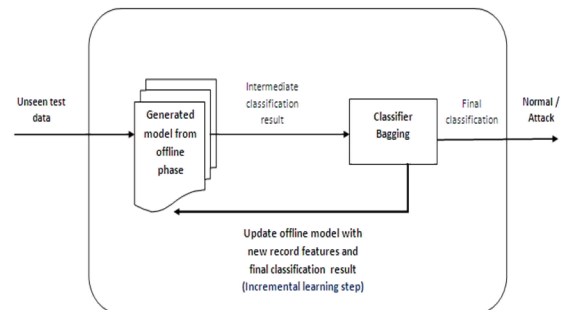 Unseen test
data
Generated
model from
offline
phase
Intermediate
classification
result
Classifier
Bagging
Final
classification
Normal /
Attack
Update offline model with
new record features and
final classification result
(Incremental learning step)